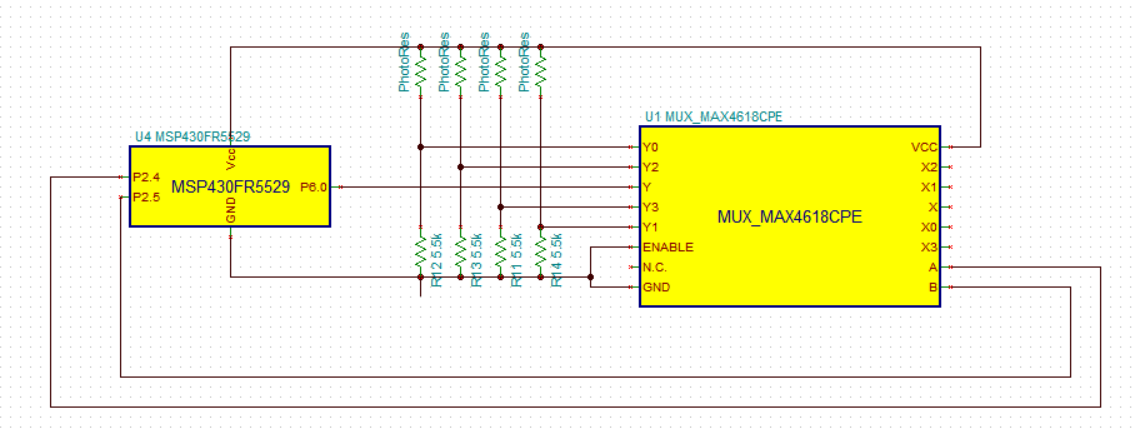 PhotoRes
PhotoRes
PhotoRes
PhotoRes
U4 MSP430FR5529
Vcc
P2.4
P2.5
MSP430FR5529
P6.0
GND
R12 5.5k
R13 5.5k
R11 5.5k
R14 5.5k
U1 MUX_MAX4618CPE
Y0
Y2
Y
Y3
Y1
ENABLE
N.C.
GND
MUX_MAX4618CPE
VCC
X2
X1
X
X0
X3
A
B